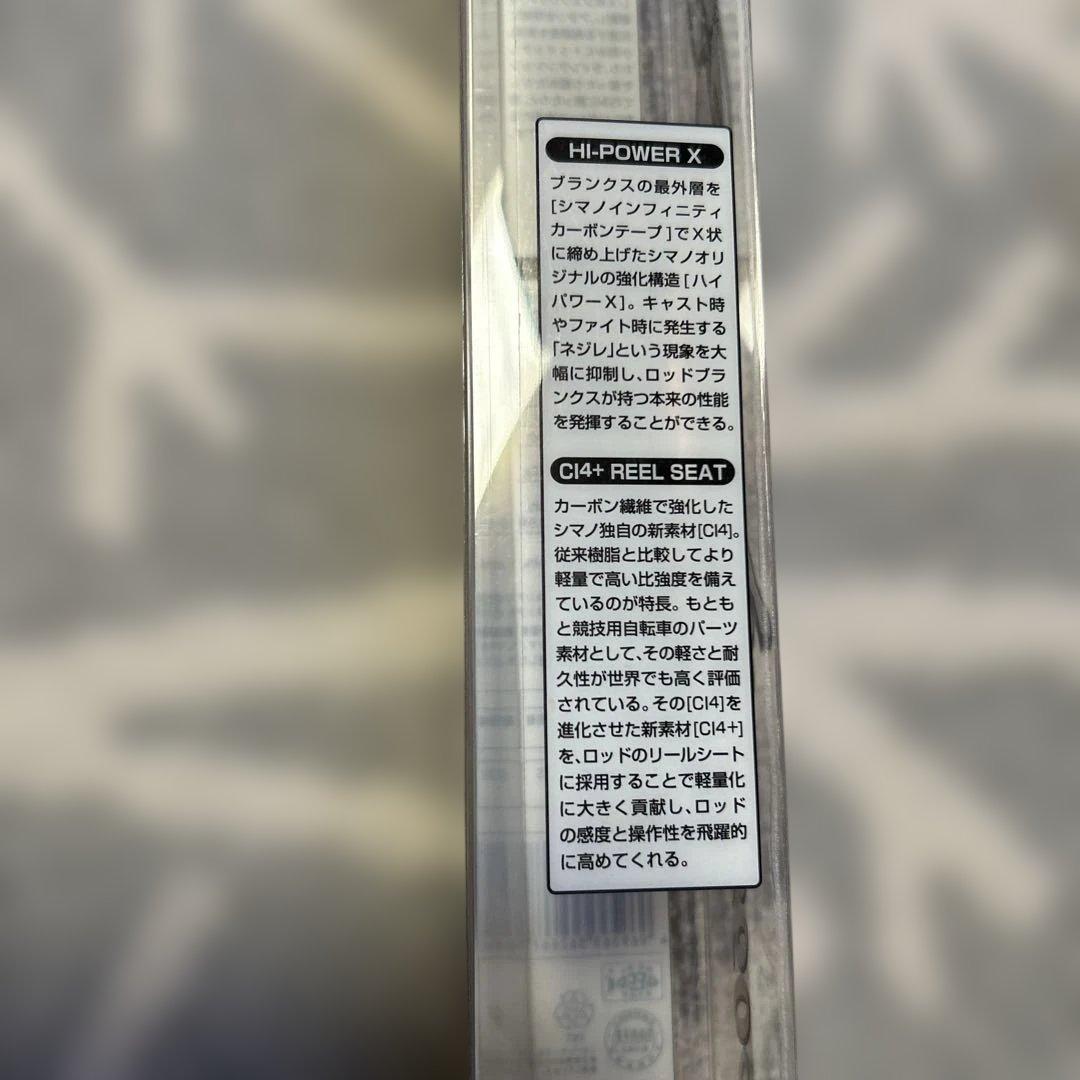 HI-POWER X
ブランクスの最外層を
[シマノインフィニティ
カーボンテープ]でX状
に締め上げたシマノオリ
ジナルの強化構造[ハイ
パワーX]。キャスト時
やファイト時に発生する
「ネジレ」という現象を大
幅に抑制し、ロッドブラ
ンクスが持つ本来の性能
を発揮することができる。
CI4+ REEL SEAT
カーボン繊維で強化した
シマノ独自の新素材[CI4]。
従来樹脂と比較してより
軽量で高い比強度を備え
ているのが特長。もとも
と競技用自転車のパーツ
素材として、その軽さと耐
久性が世界でも高く評価
されている。その[CI4]を
進化させた新素材[CI4+]
を、ロッドのリールシート
に採用することで軽量化
に大きく貢献し、ロッド
の感度と操作性を飛躍的
に高めてくれる。